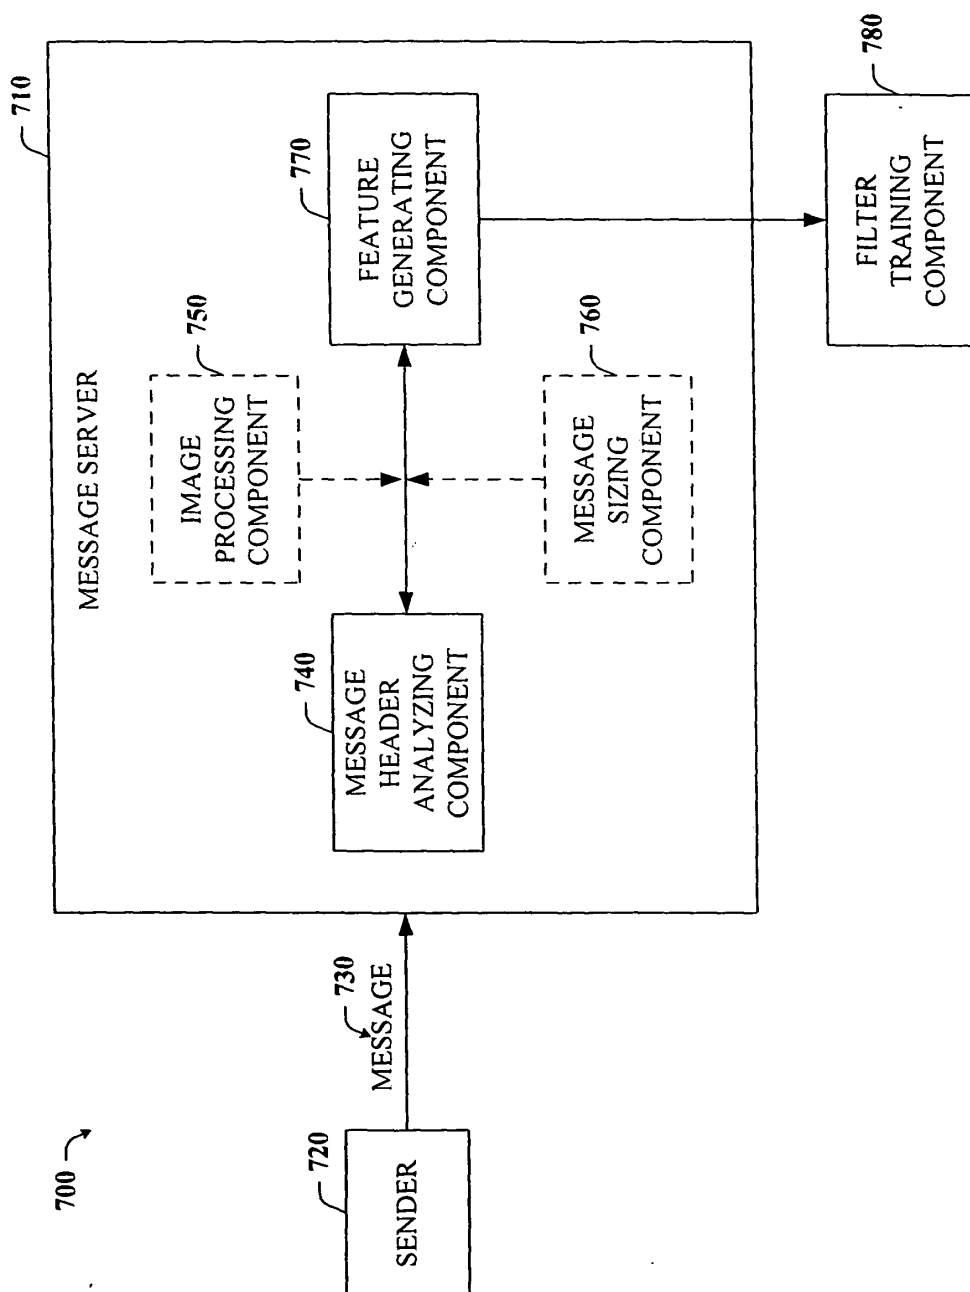 700
720
SENDER
730
MESSAGE
710
MESSAGE SERVER
740
MESSAGE
HEADER
ANALYZING
COMPONENT
750
IMAGE
PROCESSING
COMPONENT
760
MESSAGE
SIZING
COMPONENT
770
FEATURE
GENERATING
COMPONENT
780
FILTER
TRAINING
COMPONENT